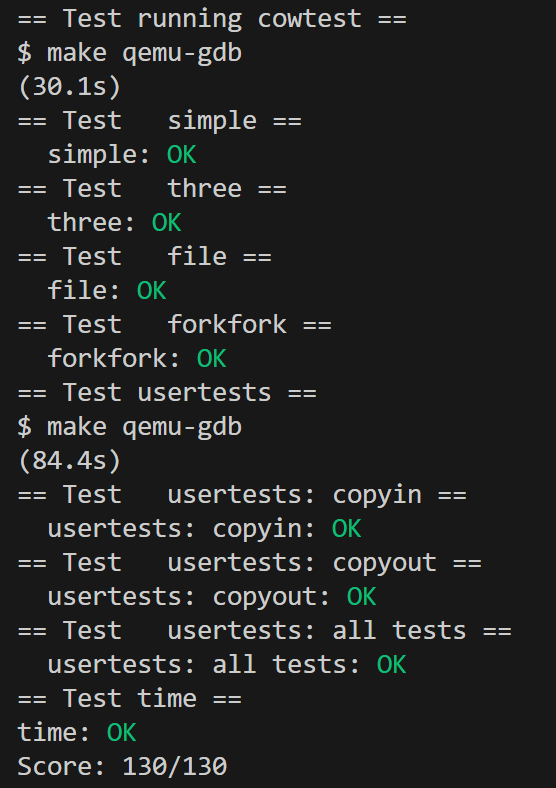 == Test running cowtest ==
$ make qemu-gdb
(30.1s)
== Test   simple ==
  simple: OK
== Test   three ==
  three: OK
== Test   file ==
  file: OK
== Test   forkfork ==
  forkfork: OK
== Test usertests ==
$ make qemu-gdb
(84.4s)
== Test   usertests: copyin ==
  usertests: copyin: OK
== Test   usertests: copyout ==
  usertests: copyout: OK
== Test   usertests: all tests ==
  usertests: all tests: OK
== Test time ==
time: OK
Score: 130/130